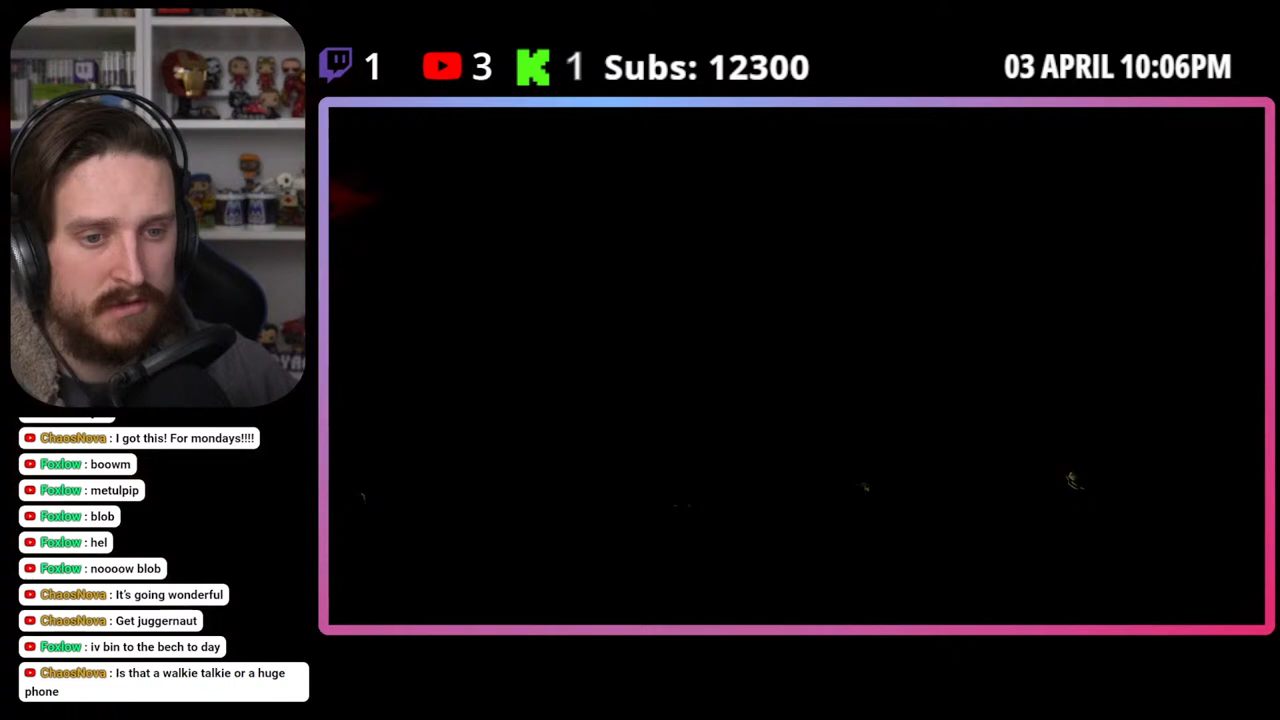 1 3 1 Subs: 12300 03 APRIL 10:06PM
ChaosNova : I got this! For mondays!!!!
Foxlow : boowm
Foxlow : metulpip
Foxlow : blob
Foxlow : hel
Foxlow : noooow blob
ChaosNova : It's going wonderful
ChaosNova : Get juggernaut
Foxlow : iv bin to the bech to day
ChaosNova : Is that a walkie talkie or a huge
phone